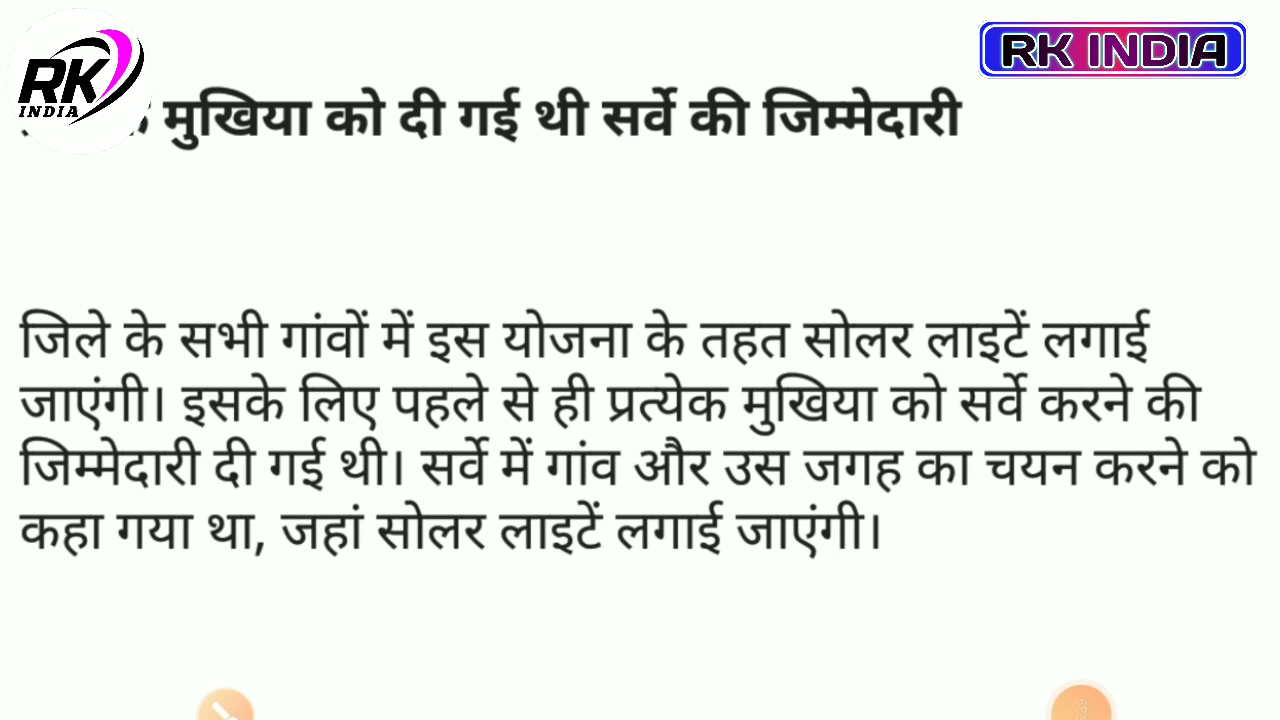 RK INDIA
RK
INDIA
मुखिया को दी गई थी सर्वे की जिम्मेदारी
जिले के सभी गांवों में इस योजना के तहत सोलर लाइटें लगाई
जाएंगी। इसके लिए पहले से ही प्रत्येक मुखिया को सर्वे करने की
जिम्मेदारी दी गई थी। सर्वे में गांव और उस जगह का चयन करने को
कहा गया था, जहां सोलर लाइटें लगाई जाएंगी।